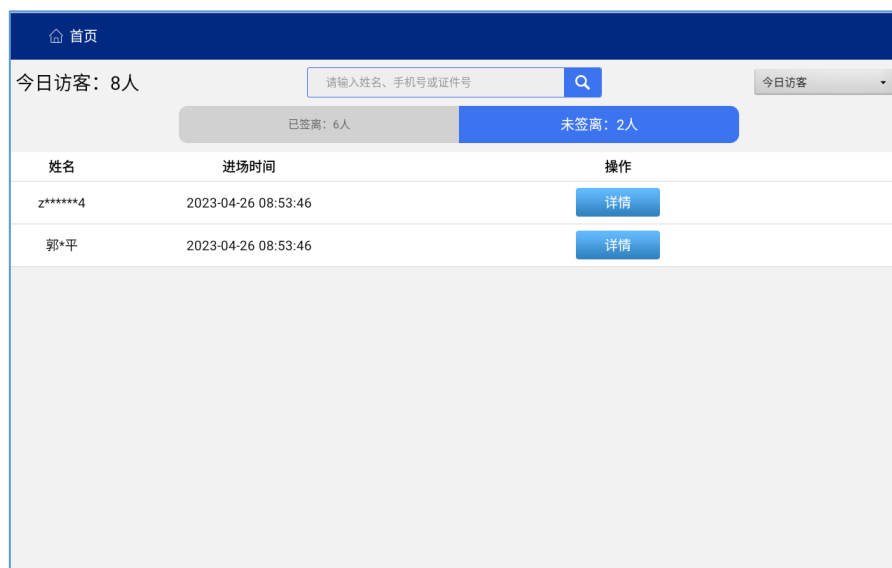 首页
今日访客：8人 请输入姓名、手机号或证件号 今日访客
已签离：6人 未签离：2人
姓名 进场时间 操作
z******4 2023-04-26 08:53:46 详情
郭*平 2023-04-26 08:53:46 详情